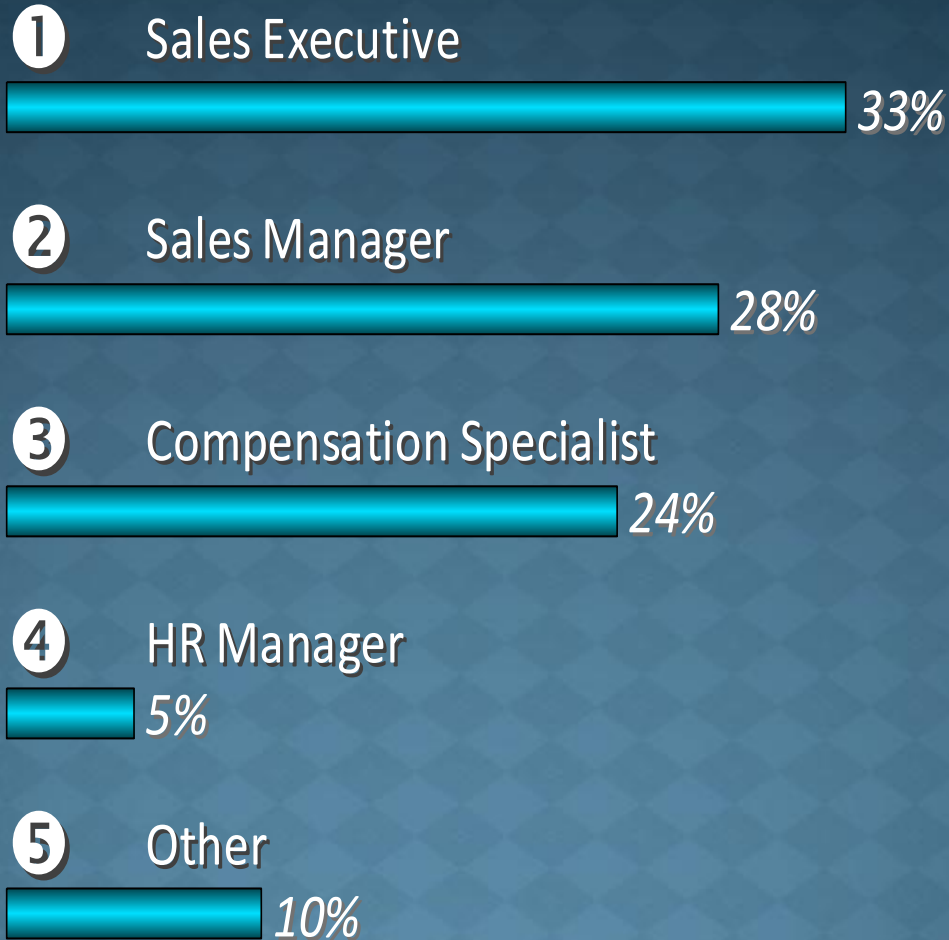 1 Sales Executive
33%
2 Sales Manager
28%
3 Compensation Specialist
24%
4 HR Manager
5%
5 Other
10%